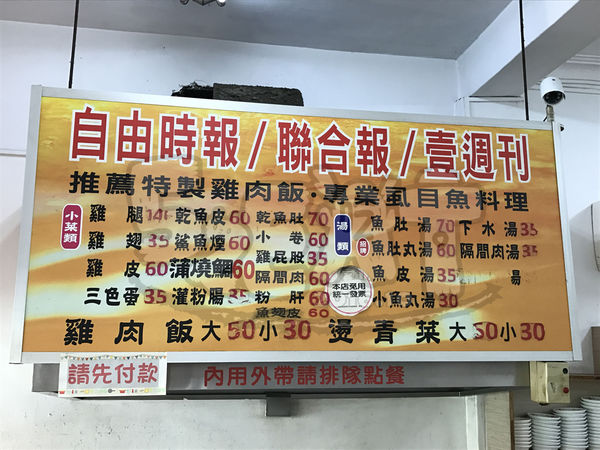 自由時報/聯合報/壹週刊
推薦特製雞肉飯·專業虱目魚料理
小菜類
雞腿140 乾魚皮60 乾魚肚70
雞翅35 鯊魚煙60 小卷60
雞皮60 蒲燒鯛60 雞屁股35
三色蛋35 灌粉腸35 隔間肉60
粉肝60
魚翅皮60
湯類
魚肚湯70 下水湯35
魚肚丸湯60 隔間肉湯35
魚皮湯35 湯
小魚丸湯30
本店免用
統一發票
雞肉飯大50小30 燙青菜大50小30
請先付款
內用外帶請排隊點餐